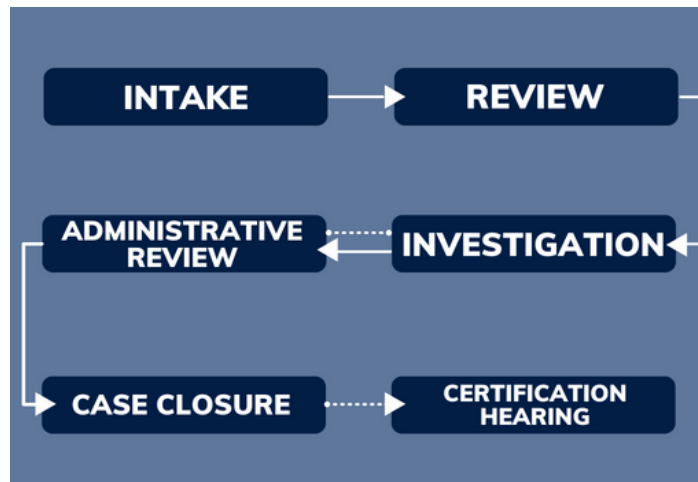 INTAKE
REVIEW
ADMINISTRATIVE
REVIEW
INVESTIGATION
CASE CLOSURE
CERTIFICATION
HEARING